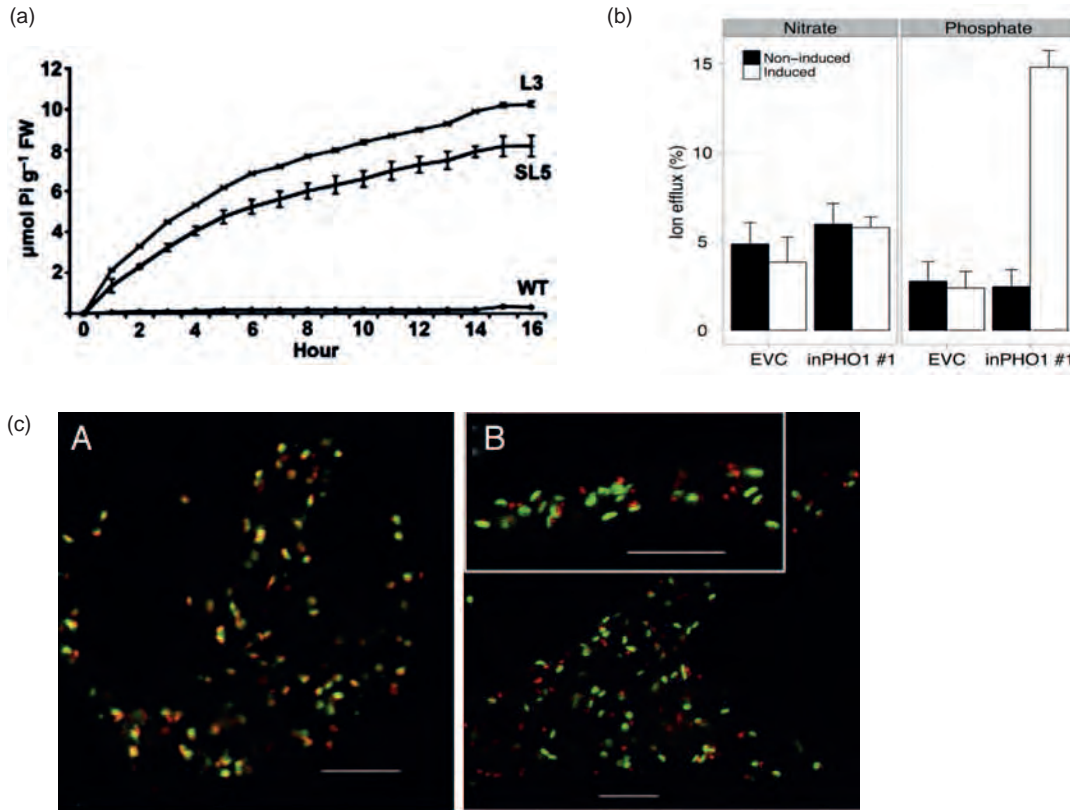 (a)
12
10
8
6
4
2
0 2 4 6 8 10 12 14 16
µmol Pi g⁻¹ FW
Hour
L3
SL5
WT
(b)
Nitrate Phosphate
Non-induced
Induced
15
10
5
0
Ion efflux (%)
EVC inPHO1 #1 EVC inPHO1 #1
(c)
A B